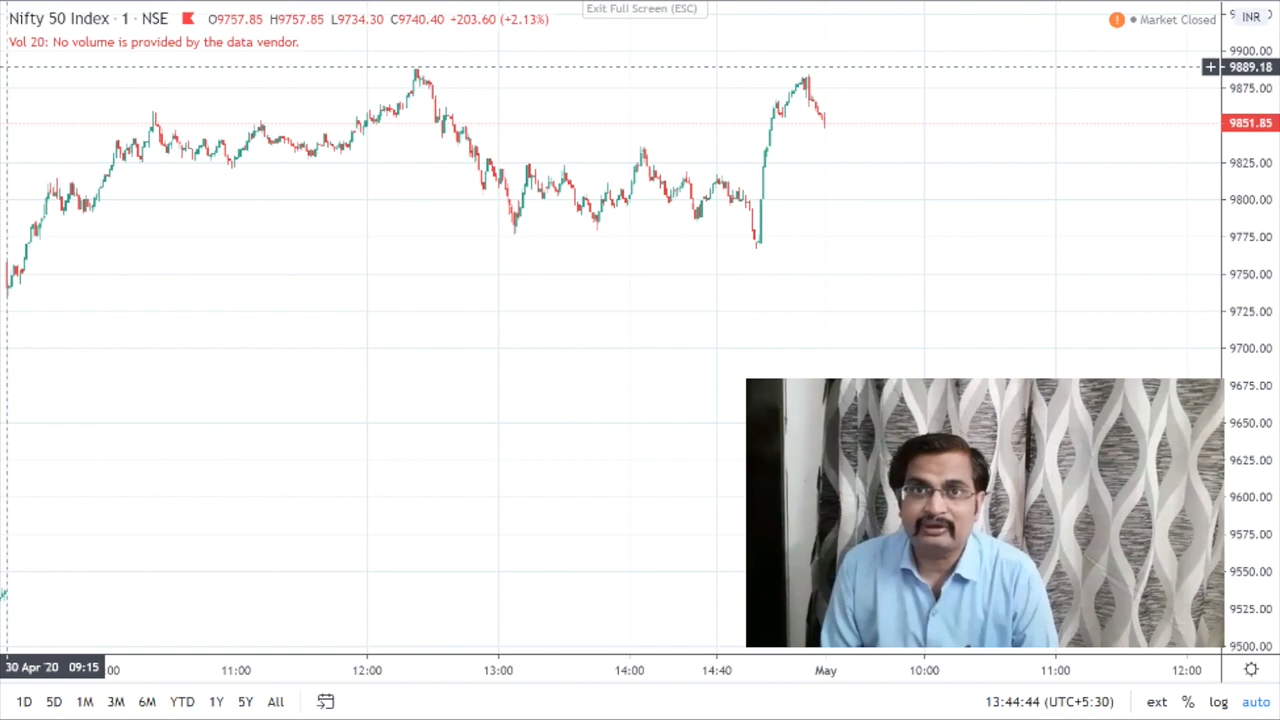 Exit Full Screen (ESC)
Nifty 50 Index · 1 · NSE O9757.85 H9757.85 L9734.30 C9740.40 +203.60 (+2.13%)
! Market Closed
INR
Vol 20: No volume is provided by the data vendor.
9900.00
9889.18
9875.00
9851.85
9825.00
9800.00
9775.00
9750.00
9725.00
9700.00
9675.00
9650.00
9625.00
9600.00
9575.00
9550.00
9525.00
9500.00
30 Apr '20 09:15 :00 11:00 12:00 13:00 14:00 14:40 May 10:00 11:00 12:00
1D 5D 1M 3M 6M YTD 1Y 5Y All 13:44:44 (UTC+5:30) ext % log auto